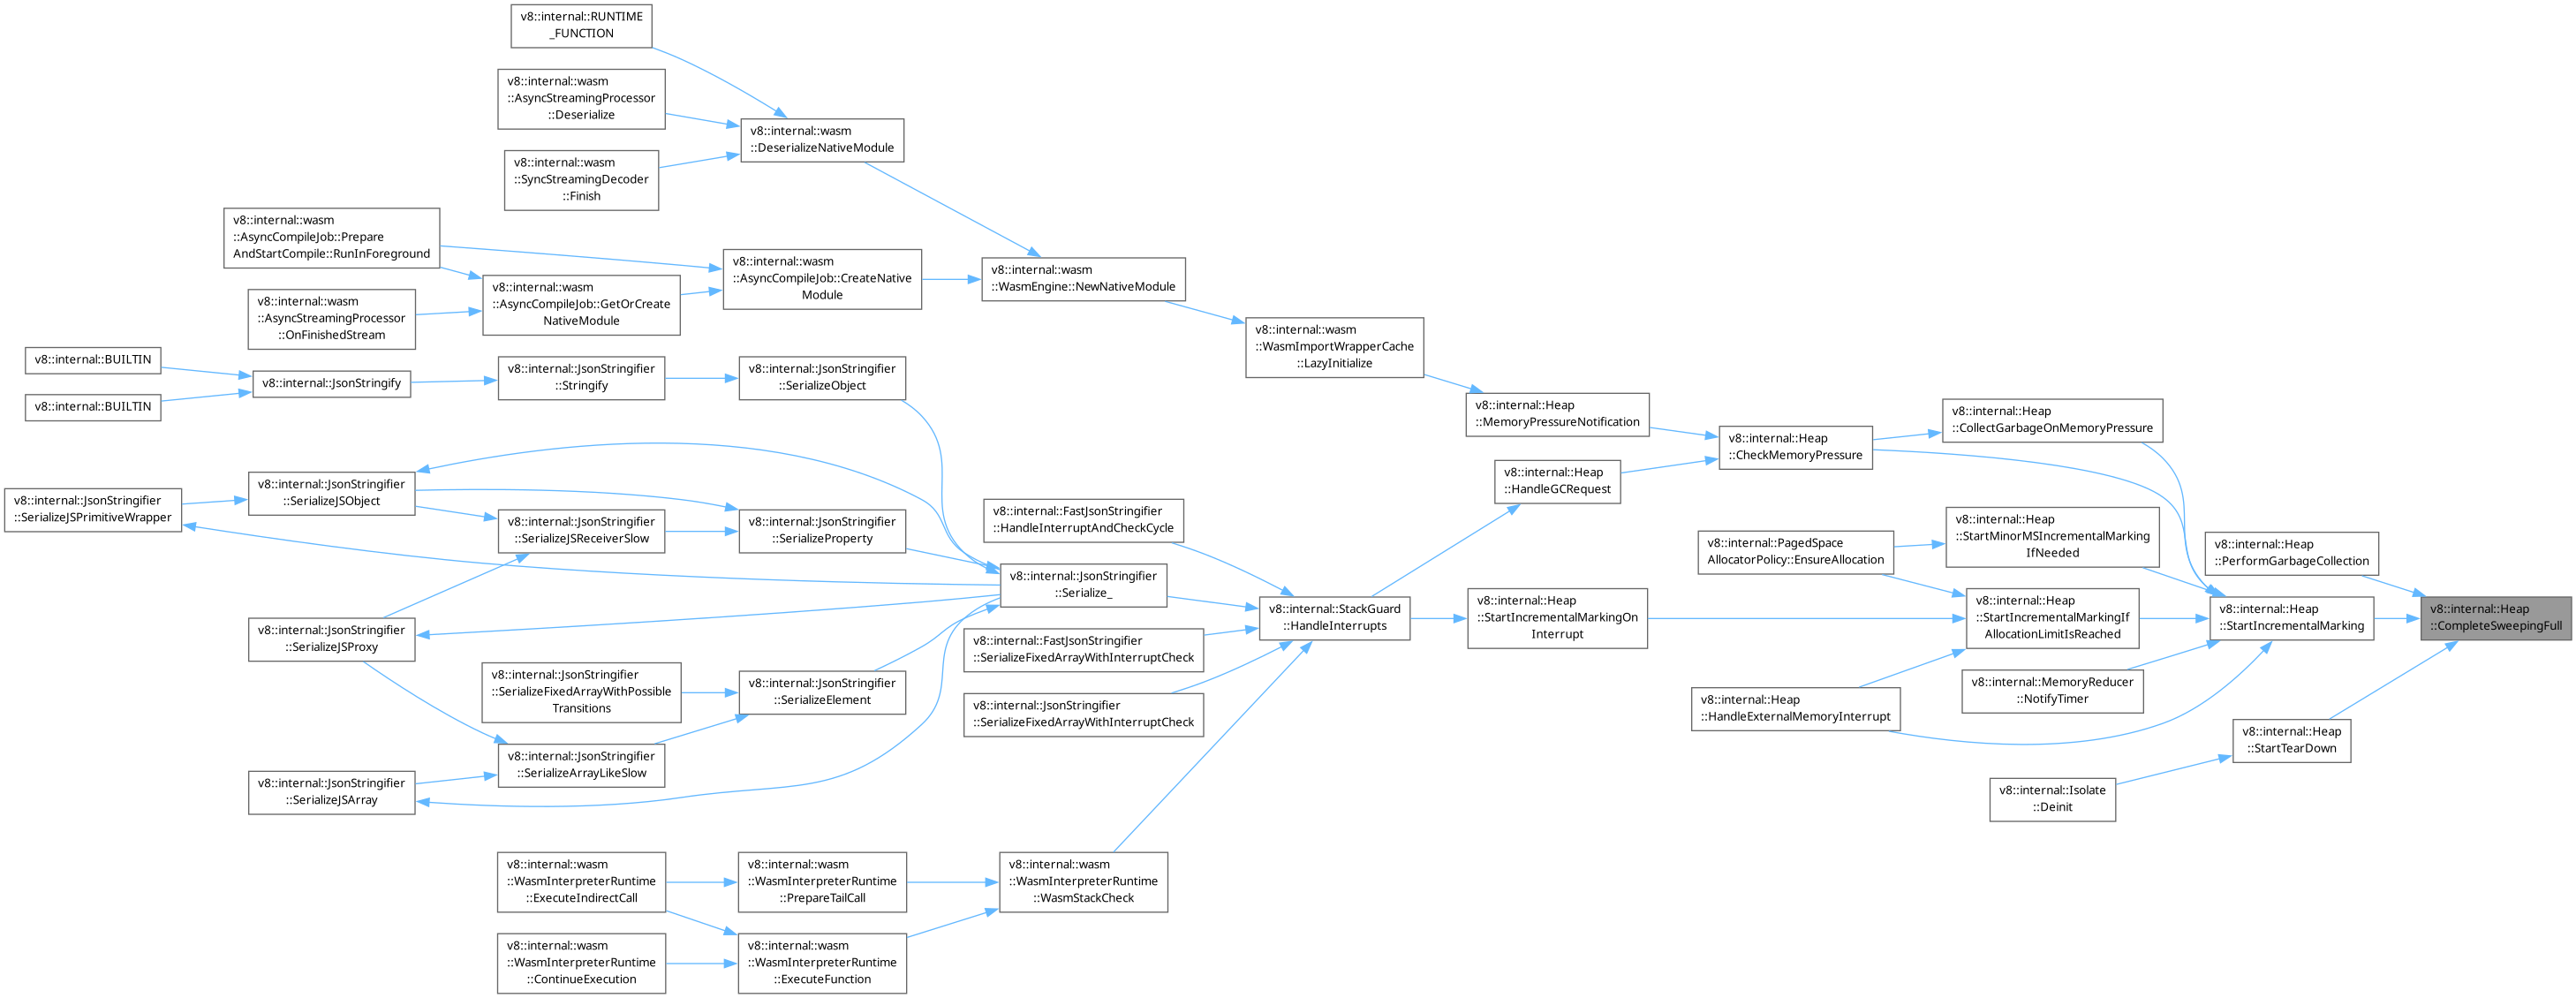 v8::internal::RUNTIME
_FUNCTION
v8::internal::wasm
::AsyncStreamingProcessor
::Deserialize
v8::internal::wasm
::DeserializeNativeModule
v8::internal::wasm
::SyncStreamingDecoder
::Finish
v8::internal::wasm
::AsyncCompileJob::Prepare
AndStartCompile::RunInForeground
v8::internal::wasm
::AsyncCompileJob::CreateNative
Module
v8::internal::wasm
::WasmEngine::NewNativeModule
v8::internal::wasm
::AsyncCompileJob::GetOrCreate
NativeModule
v8::internal::wasm
::AsyncStreamingProcessor
::OnFinishedStream
v8::internal::wasm
::WasmImportWrapperCache
::LazyInitialize
v8::internal::BUILTIN
v8::internal::JsonStringify
v8::internal::JsonStringifier
::Stringify
v8::internal::JsonStringifier
::SerializeObject
v8::internal::BUILTIN
v8::internal::Heap
::MemoryPressureNotification
v8::internal::Heap
::CheckMemoryPressure
v8::internal::Heap
::CollectGarbageOnMemoryPressure
v8::internal::Heap
::HandleGCRequest
v8::internal::JsonStringifier
::SerializeJSObject
v8::internal::JsonStringifier
::SerializeJSPrimitiveWrapper
v8::internal::JsonStringifier
::SerializeJSReceiverSlow
v8::internal::JsonStringifier
::SerializeProperty
v8::internal::FastJsonStringifier
::HandleInterruptAndCheckCycle
v8::internal::PagedSpace
AllocatorPolicy::EnsureAllocation
v8::internal::Heap
::StartMinorMSIncrementalMarking
IfNeeded
v8::internal::Heap
::PerformGarbageCollection
v8::internal::JsonStringifier
::Serialize_
v8::internal::StackGuard
::HandleInterrupts
v8::internal::Heap
::StartIncrementalMarkingOn
Interrupt
v8::internal::Heap
::StartIncrementalMarkingIf
AllocationLimitIsReached
v8::internal::Heap
::StartIncrementalMarking
v8::internal::Heap
::CompleteSweepingFull
v8::internal::JsonStringifier
::SerializeJSProxy
v8::internal::FastJsonStringifier
::SerializeFixedArrayWithInterruptCheck
v8::internal::JsonStringifier
::SerializeFixedArrayWithPossible
Transitions
v8::internal::JsonStringifier
::SerializeElement
v8::internal::JsonStringifier
::SerializeFixedArrayWithInterruptCheck
v8::internal::Heap
::HandleExternalMemoryInterrupt
v8::internal::MemoryReducer
::NotifyTimer
v8::internal::Heap
::StartTearDown
v8::internal::JsonStringifier
::SerializeArrayLikeSlow
v8::internal::JsonStringifier
::SerializeJSArray
v8::internal::Isolate
::Deinit
v8::internal::wasm
::WasmInterpreterRuntime
::ExecuteIndirectCall
v8::internal::wasm
::WasmInterpreterRuntime
::PrepareTailCall
v8::internal::wasm
::WasmInterpreterRuntime
::WasmStackCheck
v8::internal::wasm
::WasmInterpreterRuntime
::ContinueExecution
v8::internal::wasm
::WasmInterpreterRuntime
::ExecuteFunction